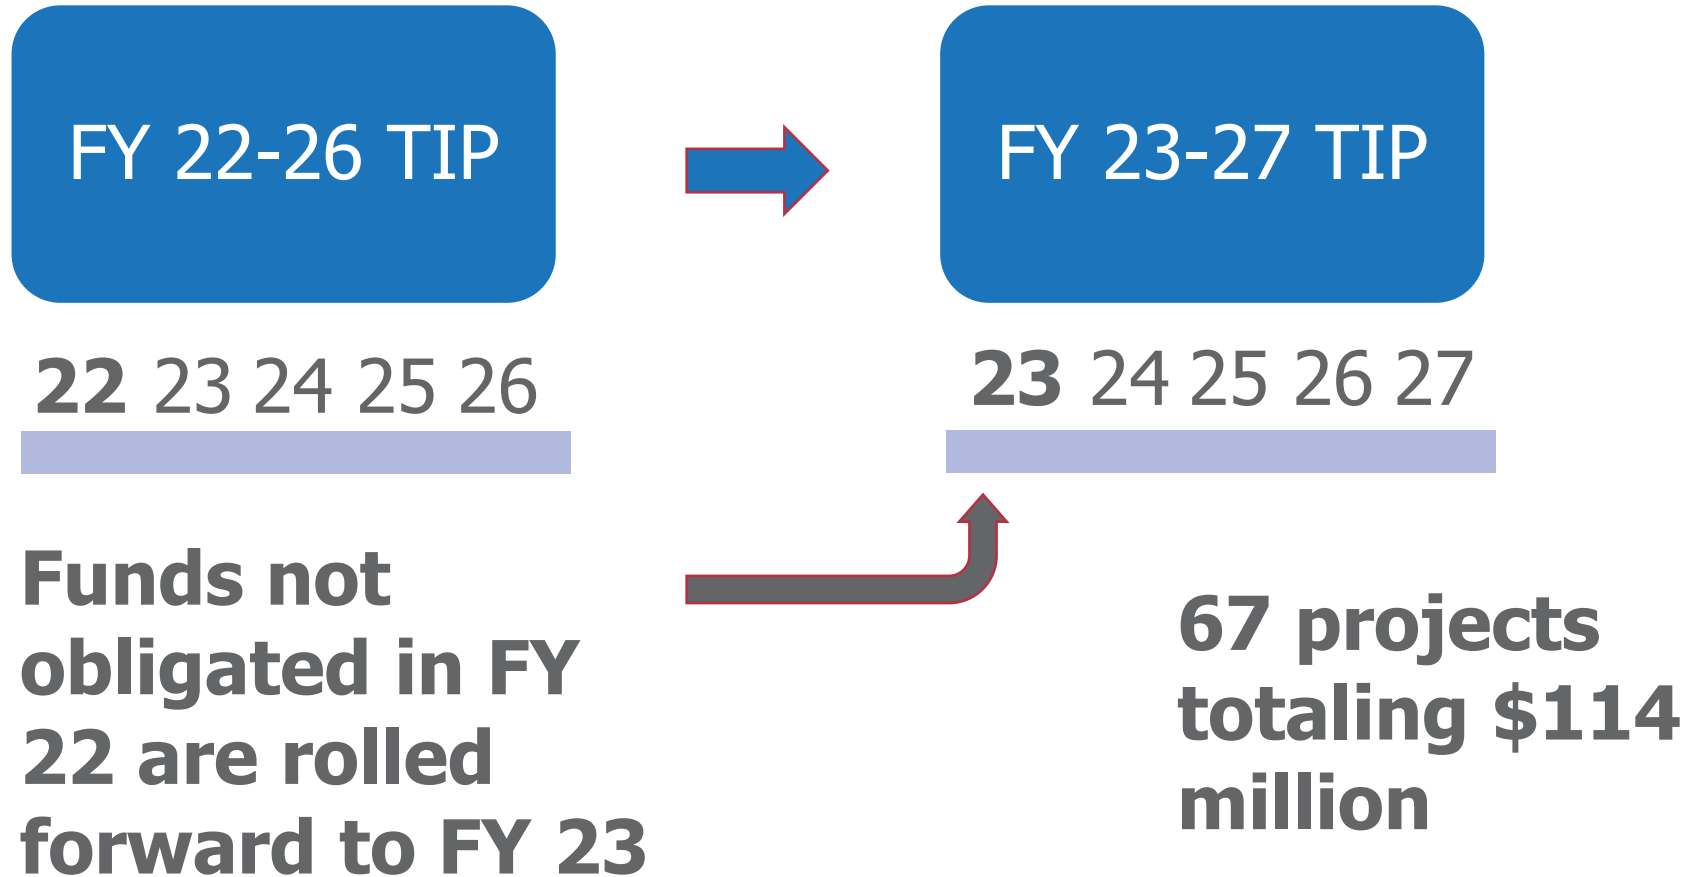 FY 22-26 TIP
FY 23-27 TIP
22 23 24 25 26
23 24 25 26 27
Funds not
obligated in FY
22 are rolled
forward to FY 23
67 projects
totaling $114
million